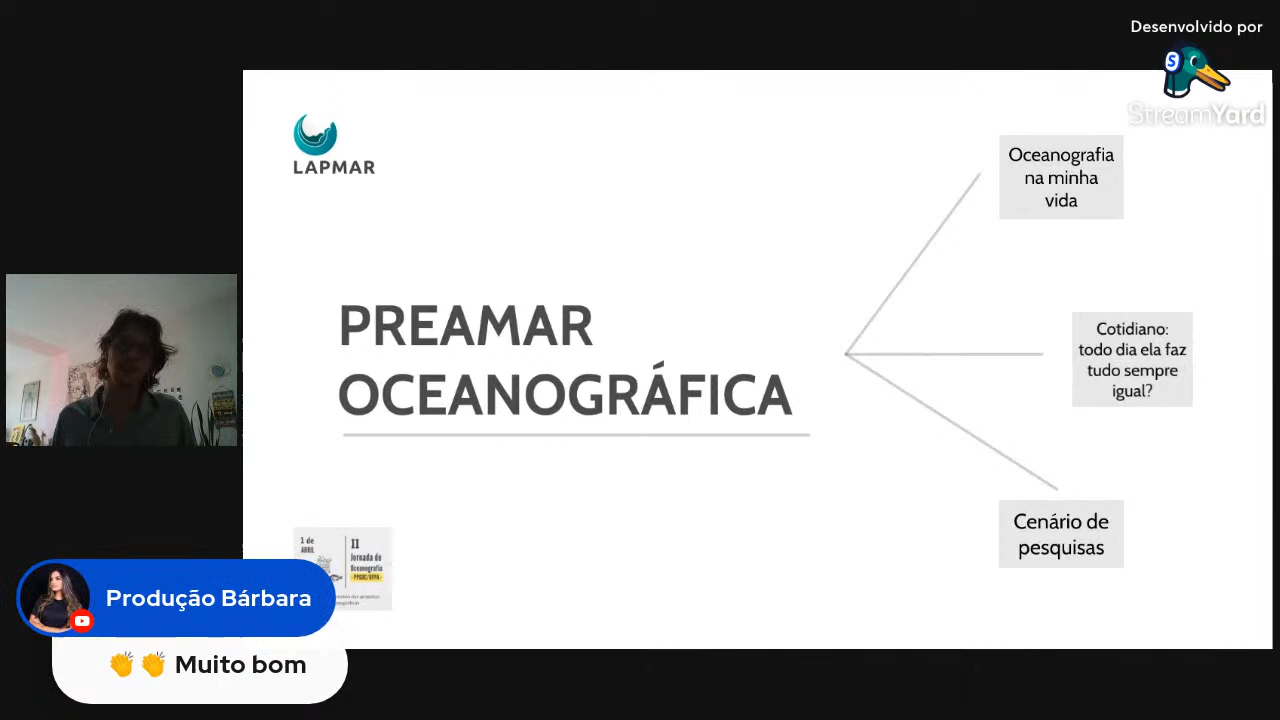 Desenvolvido por
StreamYard
LAPMAR
Oceanografia
na minha
vida
PREAMAR
OCEANOGRÁFICA
Cotidiano:
todo dia ela faz
tudo sempre
igual?
Cenário de
pesquisas
1 de
ABRIL
II
Jornada de
Oceanografia
Produção Bárbara
👏 👏 Muito bom